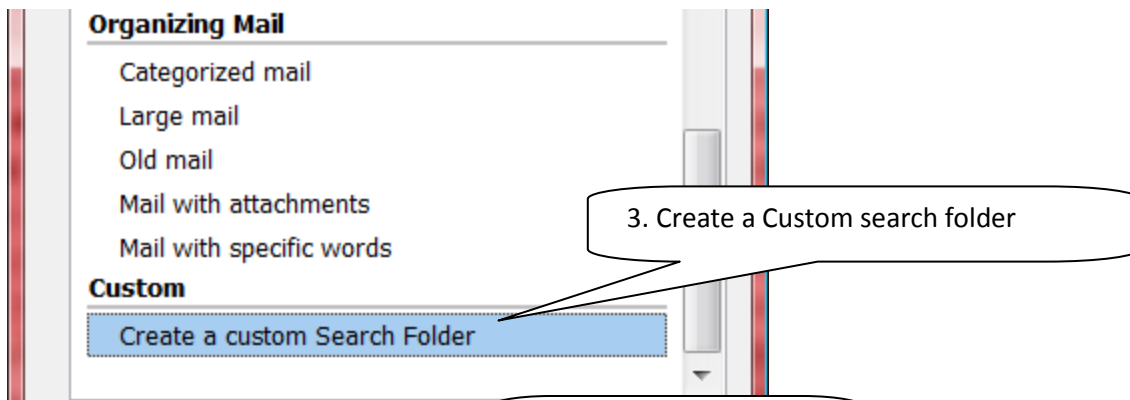 Organizing Mail
Categorized mail
Large mail
Old mail
Mail with attachments
Mail with specific words
3. Create a Custom search folder
Custom
Create a custom Search Folder